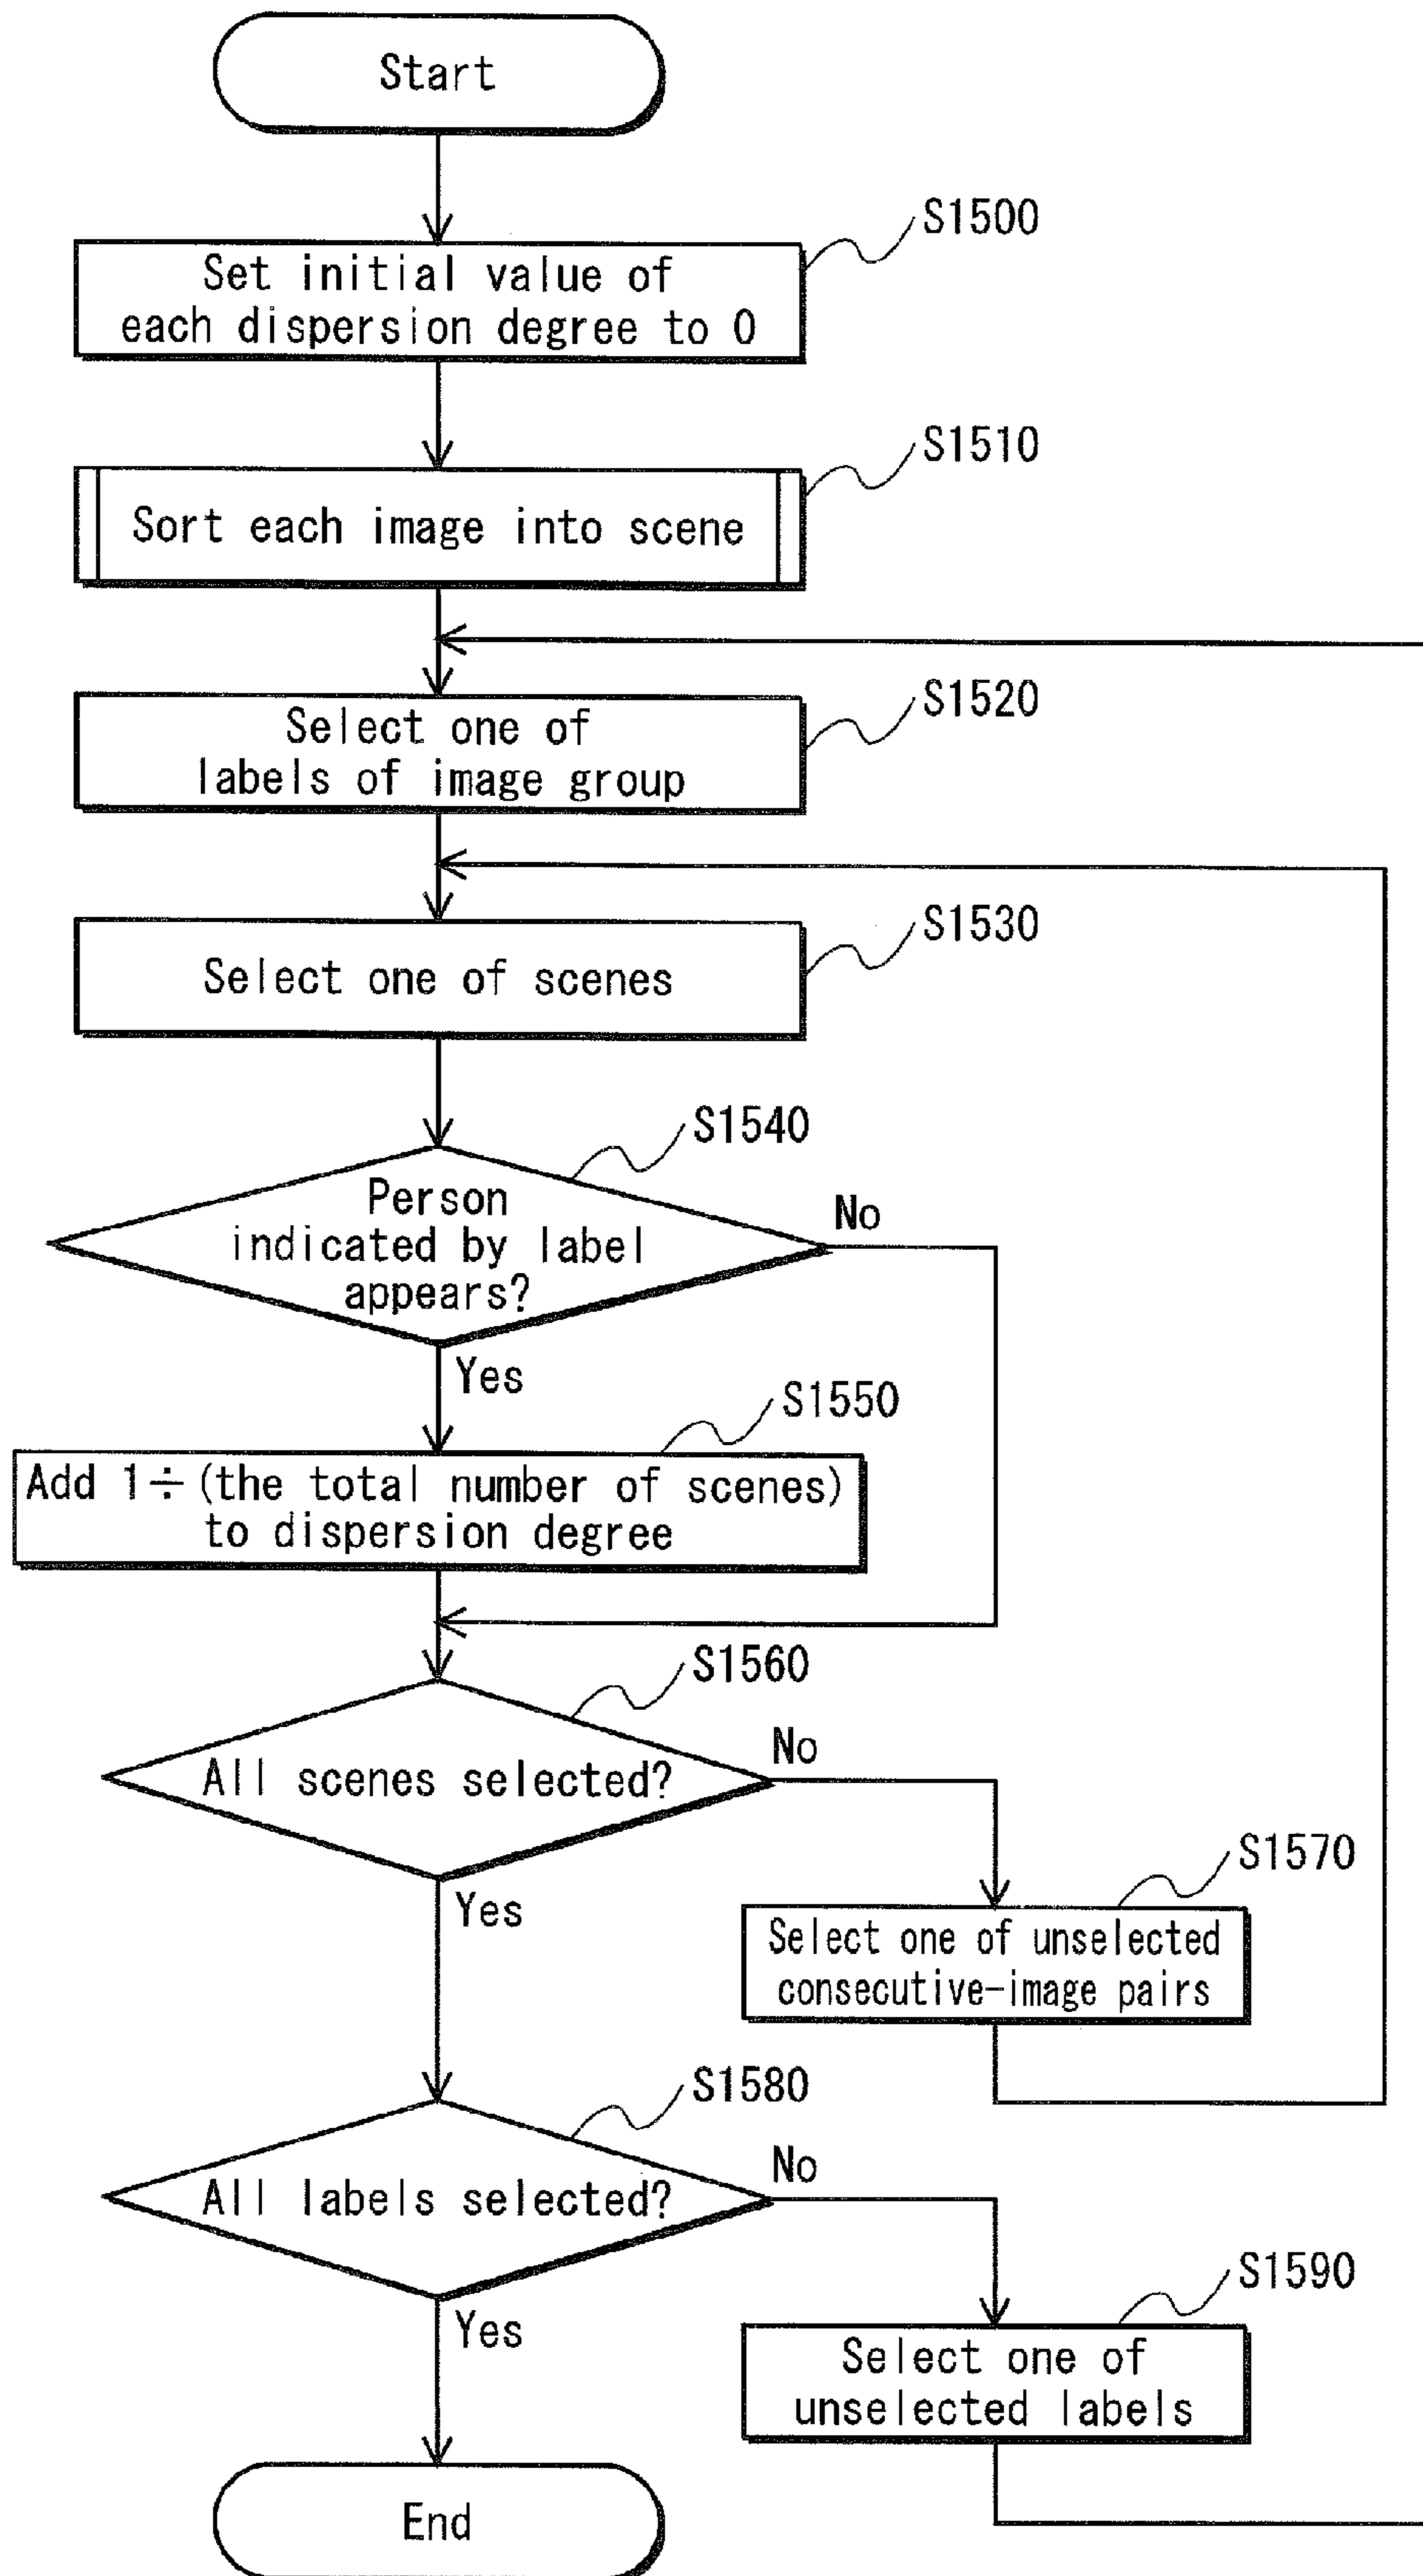 Start
S1500
Set initial value of
each dispersion degree to 0
S1510
Sort each image into scene
S1520
Select one of
labels of image group
S1530
Select one of scenes
S1540
Person
indicated by label
appears?
No
Yes
S1550
Add 1÷(the total number of scenes)
to dispersion degree
S1560
All scenes selected?
No
Yes
S1570
Select one of unselected
consecutive-image pairs
S1580
All labels selected?
No
Yes
S1590
Select one of
unselected labels
End